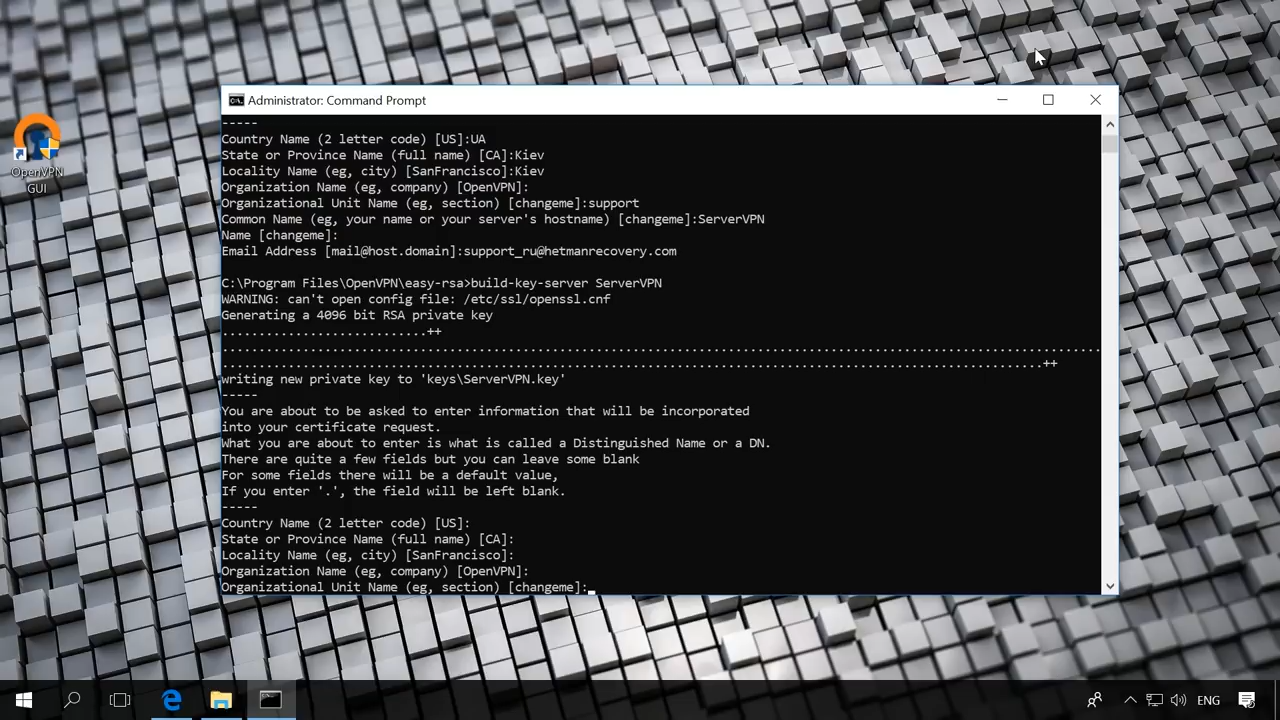 Administrator: Command Prompt
-----
Country Name (2 letter code) [US]:UA
State or Province Name (full name) [CA]:Kiev
Locality Name (eg, city) [SanFrancisco]:Kiev
Organization Name (eg, company) [OpenVPN]:
Organizational Unit Name (eg, section) [changeme]:support
Common Name (eg, your name or your server's hostname) [changeme]:ServerVPN
Name [changeme]:
Email Address [mail@host.domain]:support_ru@hetmanrecovery.com
C:\Program Files\OpenVPN\easy-rsa>build-key-server ServerVPN
WARNING: can't open config file: /etc/ssl/openssl.cnf
Generating a 4096 bit RSA private key
............................++
........................................................................................................................
................................................................................................................++
writing new private key to 'keys\ServerVPN.key'
-----
You are about to be asked to enter information that will be incorporated
into your certificate request.
What you are about to enter is what is called a Distinguished Name or a DN.
There are quite a few fields but you can leave some blank
For some fields there will be a default value,
If you enter '.', the field will be left blank.
-----
Country Name (2 letter code) [US]:
State or Province Name (full name) [CA]:
Locality Name (eg, city) [SanFrancisco]:
Organization Name (eg, company) [OpenVPN]:
Organizational Unit Name (eg, section) [changeme]:
OpenVPN
GUI
ENG